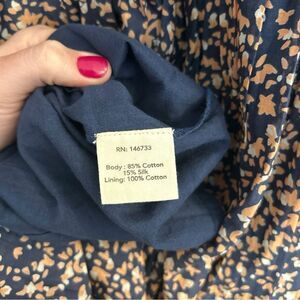 RN: 146733
Body : 85% Cotton
15% Silk
Lining: 100% Cotton